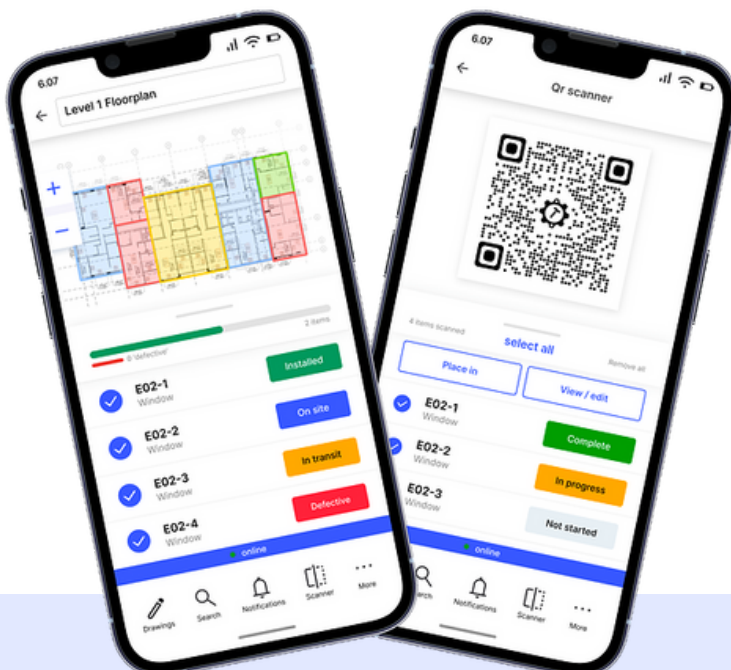 6.07
Level 1 Floorplan
+
−
0 'defective'
2 items
E02-1
Window
Installed
E02-2
Window
On site
E02-3
Window
In transit
E02-4
Window
Defective
online
Drawings
Search
Notifications
Scanner
More
6.07
Qr scanner
4 items scanned
select all
Remove all
Place in
View / edit
E02-1
Window
Complete
E02-2
Window
In progress
E02-3
Window
Not started
online
arch
Notifications
Scanner
More